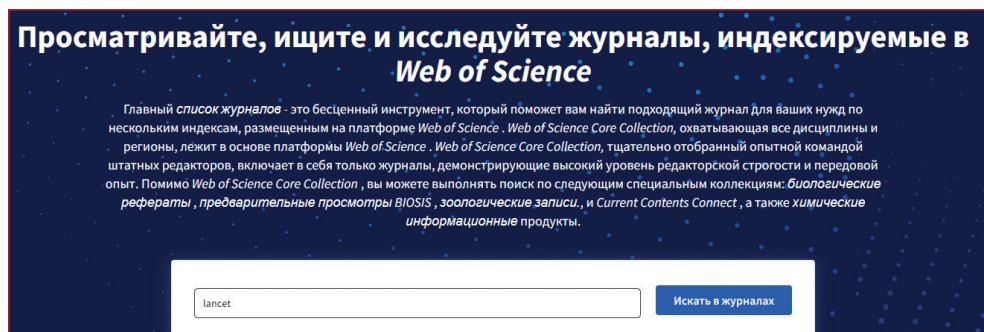 Просматривайте, ищите и исследуйте журналы, индексируемые в
Web of Science
Главный список журналов - это бесценный инструмент, который поможет вам найти подходящий журнал для ваших нужд по
нескольким индексам, размещенным на платформе Web of Science . Web of Science Core Collection, охватывающая все дисциплины и
регионы, лежит в основе платформы Web of Science . Web of Science Core Collection, тщательно отобранный опытной командой
штатных редакторов, включает в себя только журналы, демонстрирующие высокий уровень редакторской строгости и передовой
опыт. Помимо Web of Science Core Collection , вы можете выполнять поиск по следующим специальным коллекциям: биологические
рефераты , предварительные просмотры BIOSIS , зоологические записи., и Current Contents Connect , а также химические
информационные продукты.
lancet
Искать в журналах